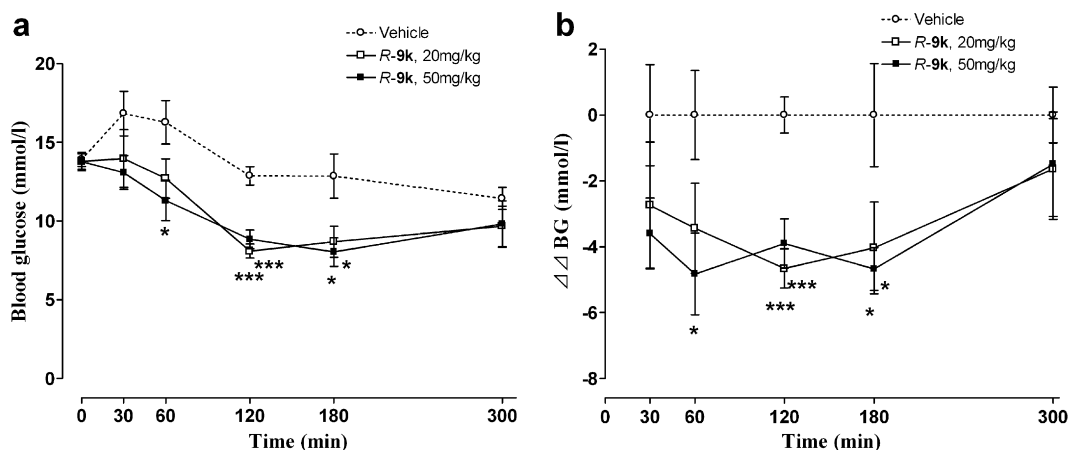 a
Vehicle
R-9k, 20mg/kg
R-9k, 50mg/kg
Blood glucose (mmol/l)
20
15
10
5
0
*
***
***
*
*
0 30 60 120 180 300
Time (min)
b
Vehicle
R-9k, 20mg/kg
R-9k, 50mg/kg
⊿⊿BG (mmol/l)
2
0
-2
-4
-6
-8
***
*
***
*
*
0 30 60 120 180 300
Time (min)